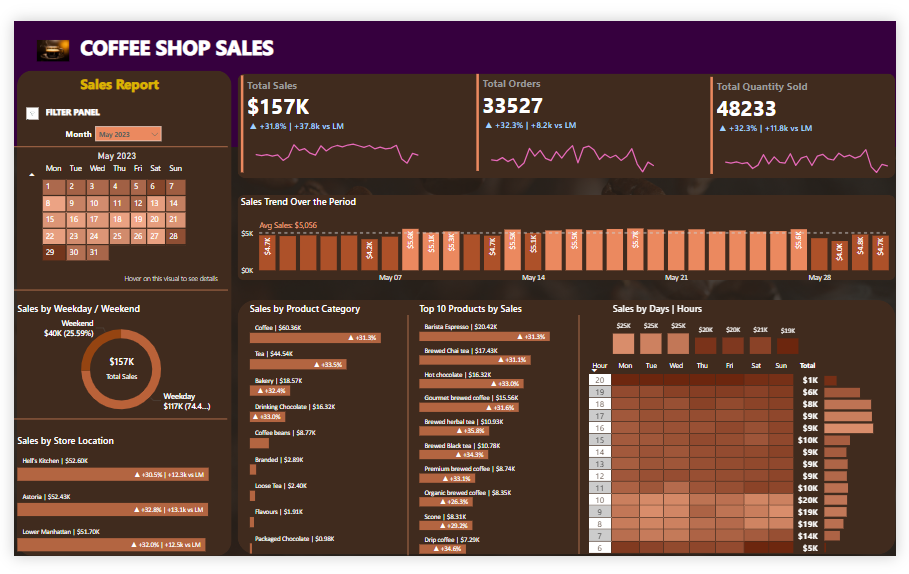 COFFEE SHOP SALES
Sales Report
FILTER PANEL
Month May 2023
May 2023
Mon Tue Wed Thu Fri Sat Sun
1 2 3 4 5 6 7
8 9 10 11 12 13 14
15 16 17 18 19 20 21
22 23 24 25 26 27 28
29 30 31
Hover on this visual to see details
Total Sales
$157K
▲ +31.8% | +37.8k vs LM
Total Orders
33527
▲ +32.3% | +8.2k vs LM
Total Quantity Sold
48233
▲ +32.3% | +11.8k vs LM
Sales Trend Over the Period
Avg Sales: $5,056
$5K
$0K
$4.7K $4.2K $5.6K $5.1K $5.3K $4.7K $5.5K $5.1K $5.5K $5.7K $5.6K $4.0K $4.8K $4.7K
May 07 May 14 May 21 May 28
Sales by Weekday / Weekend
Weekend
$40K (25.59%)
$157K
Total Sales
Weekday
$117K (74.4...)
Sales by Store Location
Hell's Kitchen | $52.60K
▲ +30.5% | +12.3k vs LM
Astoria | $52.43K
▲ +32.8% | +13.1k vs LM
Lower Manhattan | $51.70K
▲ +32.0% | +12.5k vs LM
Sales by Product Category
Coffee | $60.36K
▲ +31.3%
Tea | $44.54K
▲ +33.5%
Bakery | $18.57K
▲ +32.4%
Drinking Chocolate | $16.32K
▲ +33.0%
Coffee beans | $8.77K
Branded | $2.89K
Loose Tea | $2.40K
Flavours | $1.91K
Packaged Chocolate | $0.98K
Top 10 Products by Sales
Barista Espresso | $20.42K
▲ +31.3%
Brewed Chai tea | $17.43K
▲ +31.1%
Hot chocolate | $16.32K
▲ +33.0%
Gourmet brewed coffee | $15.56K
▲ +31.6%
Brewed herbal tea | $10.93K
▲ +35.8%
Brewed Black tea | $10.78K
▲ +34.3%
Premium brewed coffee | $8.74K
▲ +33.1%
Organic brewed coffee | $8.35K
▲ +26.3%
Scone | $8.31K
▲ +29.2%
Drip coffee | $7.29K
▲ +34.6%
Sales by Days | Hours
$25K $25K $25K $20K $20K $21K $19K
Hour Mon Tue Wed Thu Fri Sat Sun Total
20 $1K
19 $6K
18 $8K
17 $9K
16 $9K
15 $10K
14 $9K
13 $9K
12 $9K
11 $10K
10 $20K
9 $19K
8 $19K
7 $14K
6 $5K